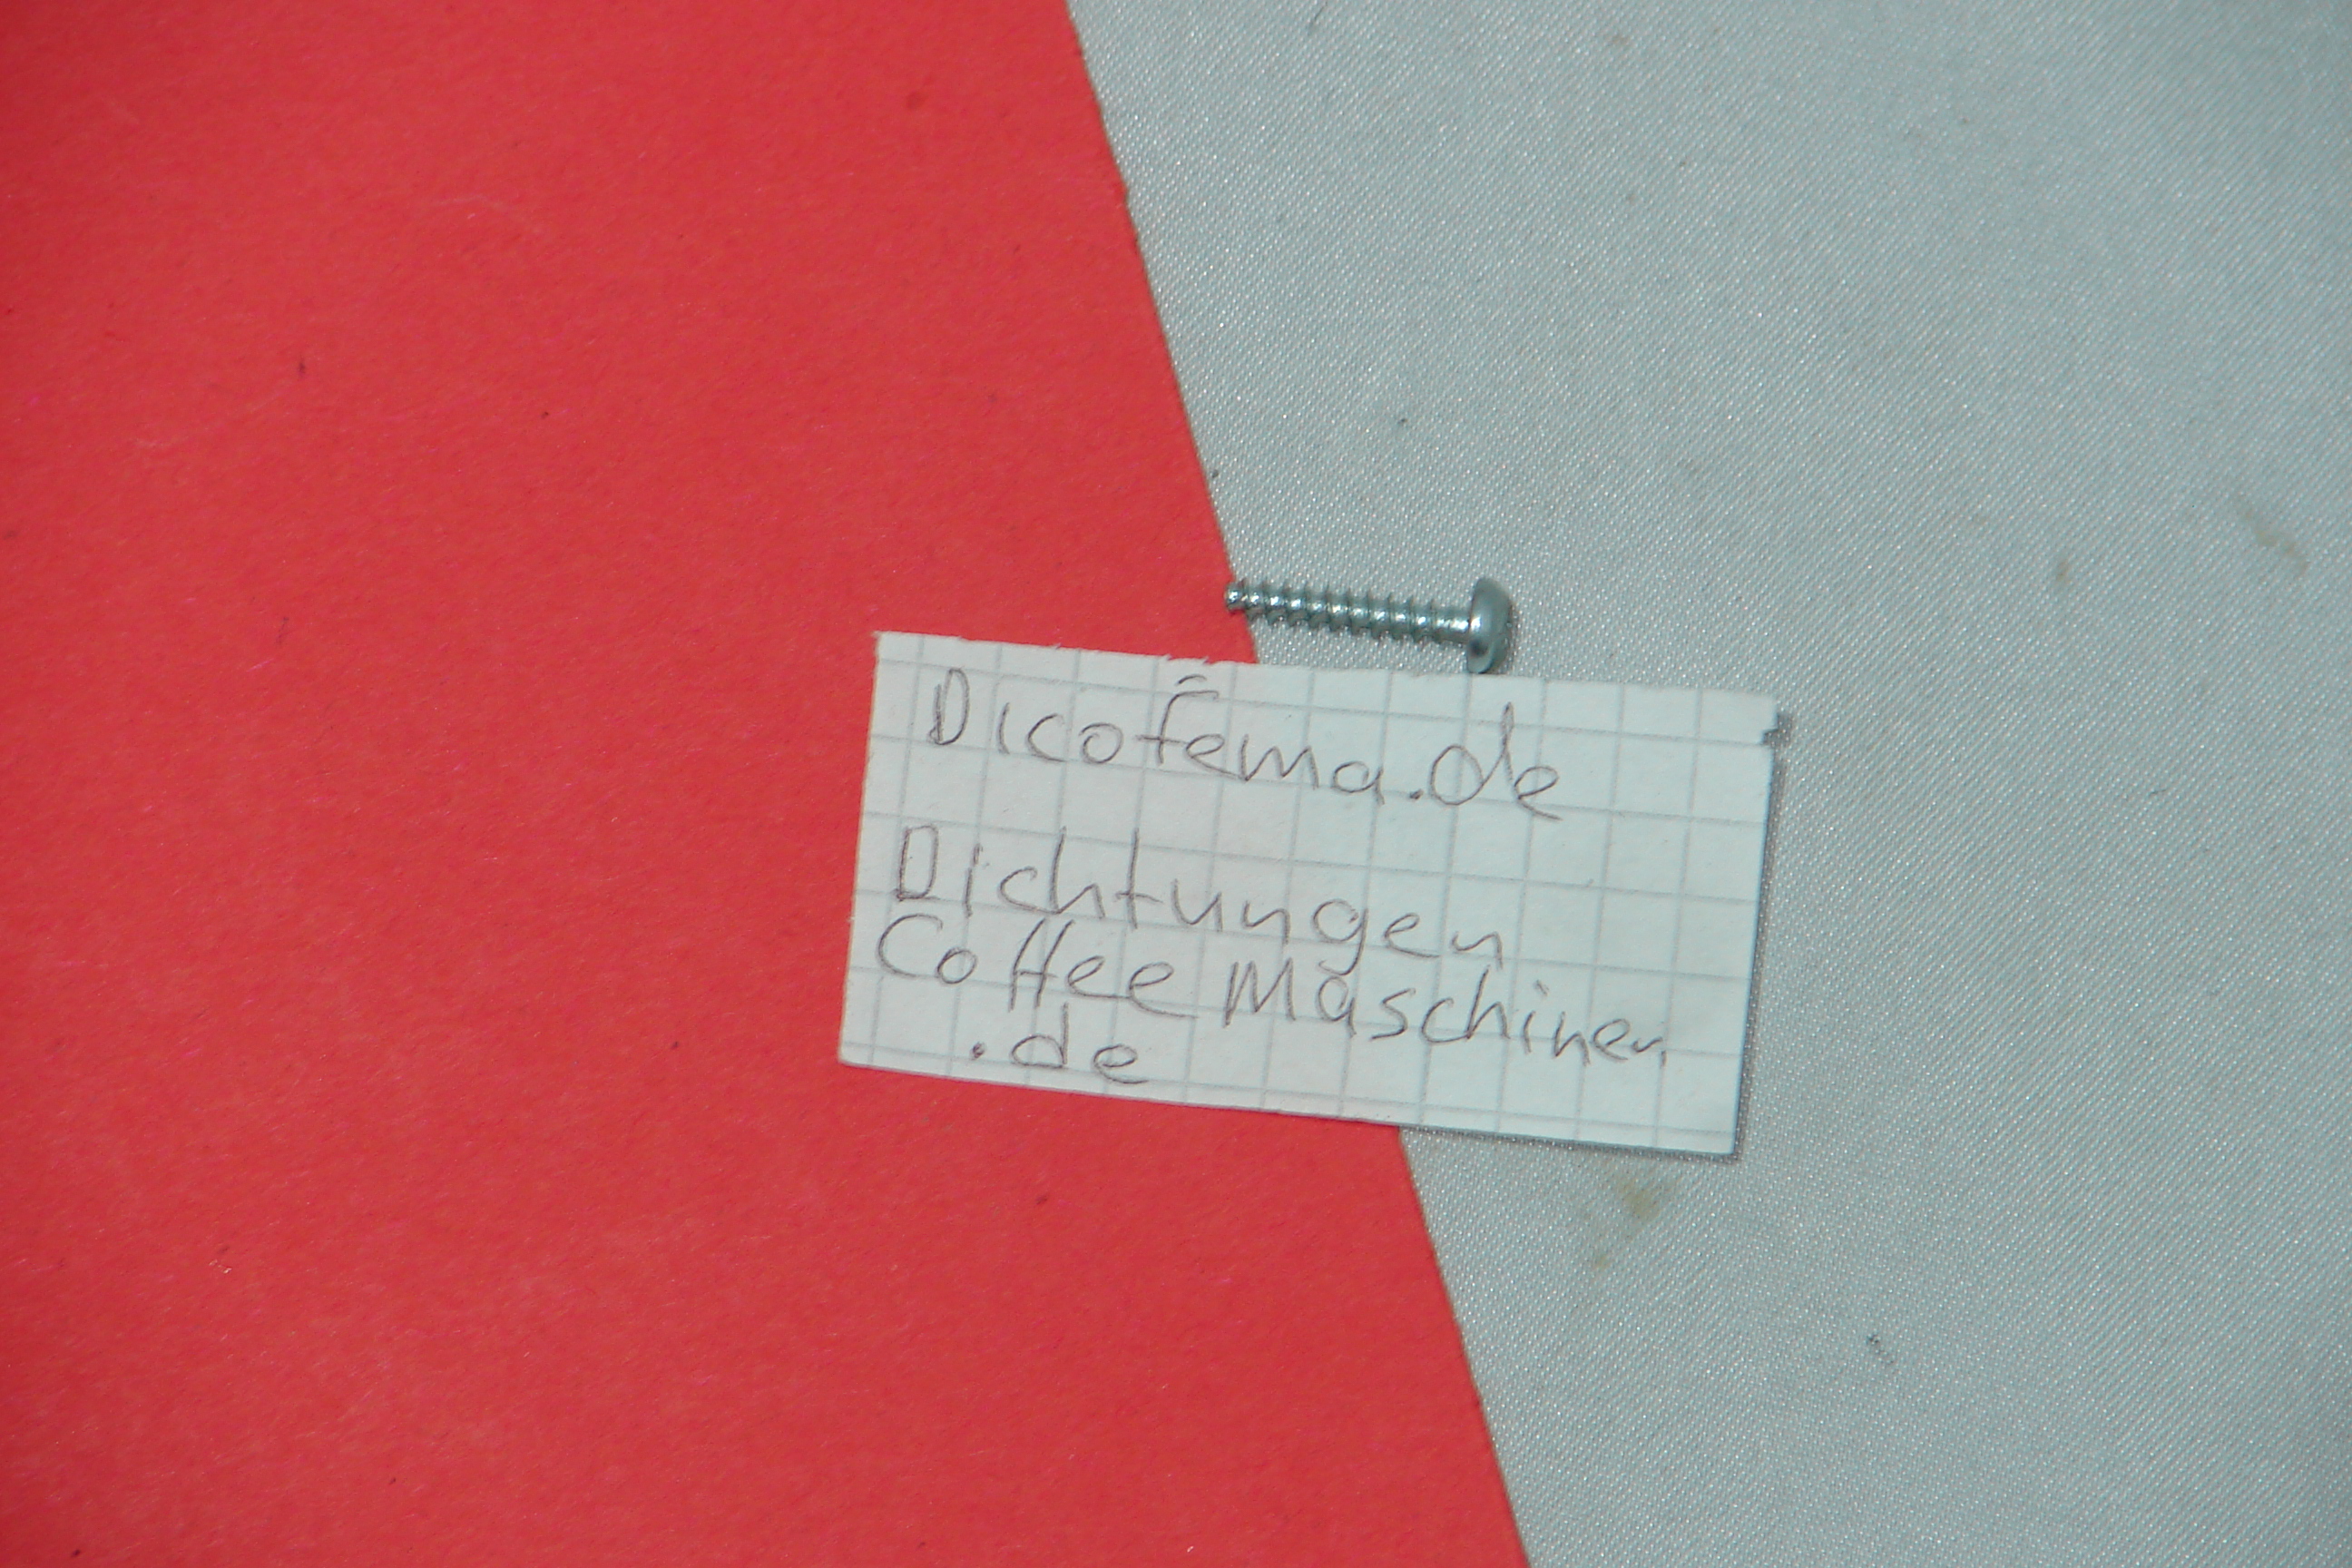 Dicofema.de
Dichtungen
Coffee Maschinen
.de